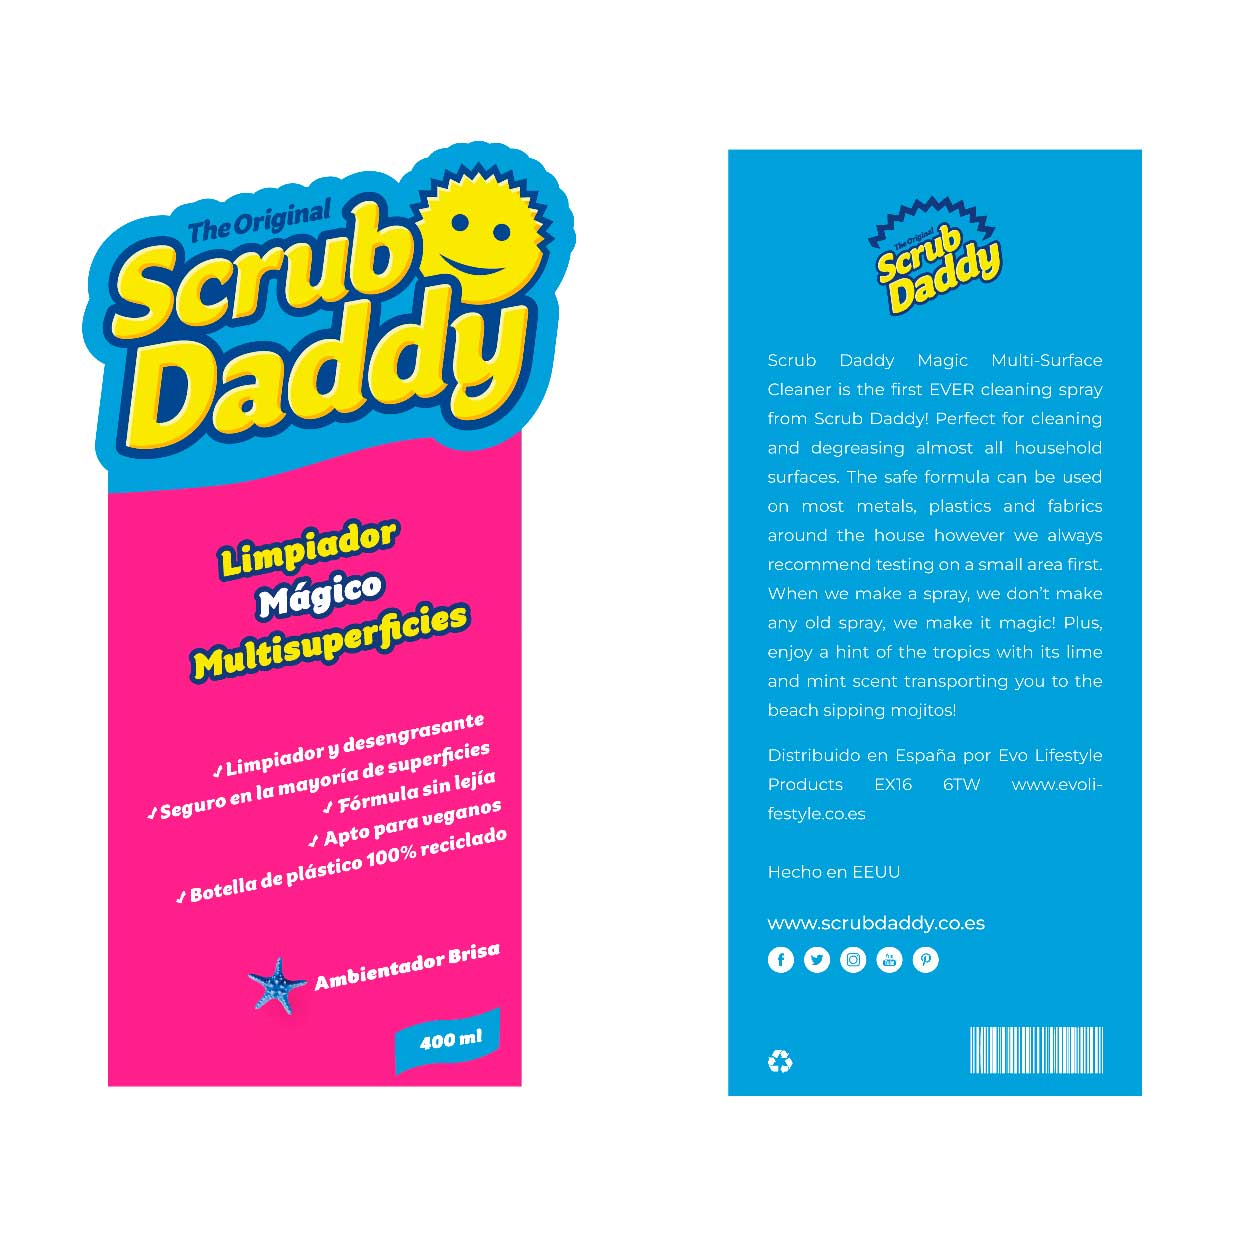 The Original
Scrub
Daddy
Limpiador
Mágico
Multisuperficies
✓ Limpiador y desengrasante
✓ Seguro en la mayoría de superficies
✓ Fórmula sin lejía
✓ Apto para veganos
✓ Botella de plástico 100% reciclado
Ambientador Brisa
400 ml
The Original
Scrub
Daddy
Scrub Daddy Magic Multi-Surface
Cleaner is the first EVER cleaning spray
from Scrub Daddy! Perfect for cleaning
and degreasing almost all household
surfaces. The safe formula can be used
on most metals, plastics and fabrics
around the house however we always
recommend testing on a small area first.
When we make a spray, we don't make
any old spray, we make it magic! Plus,
enjoy a hint of the tropics with its lime
and mint scent transporting you to the
beach sipping mojitos!
Distribuido en España por Evo Lifestyle
Products EX16 6TW www.evoli-
festyle.co.es
Hecho en EEUU
www.scrubdaddy.co.es
You
Tube